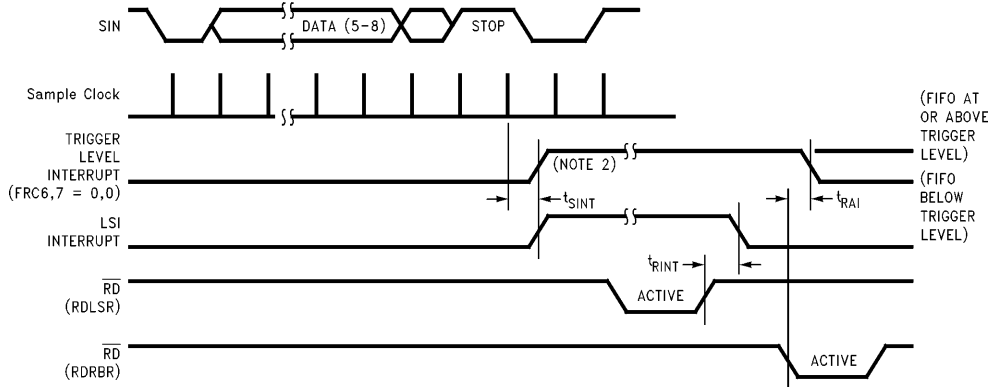 SIN
DATA (5-8)
STOP
Sample Clock
TRIGGER
LEVEL
INTERRUPT
(FRC6,7 = 0,0)
(NOTE 2)
(FIFO AT
OR ABOVE
TRIGGER
LEVEL)
(FIFO
BELOW
TRIGGER
LEVEL)
tSINT
tRAI
LSI
INTERRUPT
tRINT
RD
(RDLSR)
ACTIVE
RD
(RDRBR)
ACTIVE